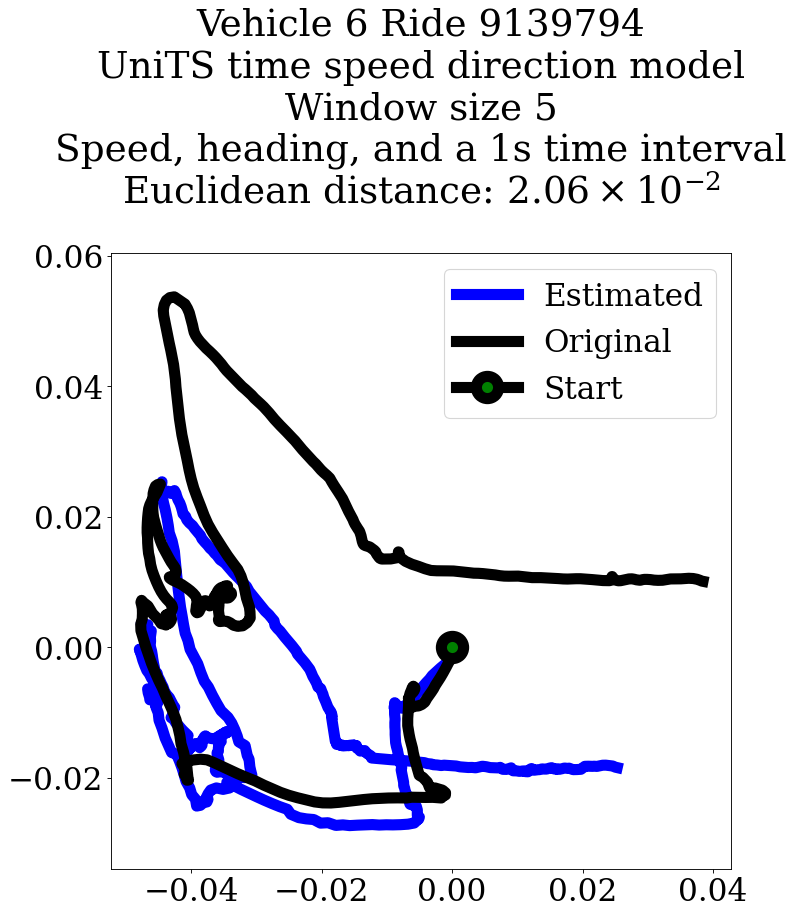 Vehicle 6 Ride 9139794
UniTS time speed direction model
Window size 5
Speed, heading, and a 1s time interval
Euclidean distance: 2.06 × 10⁻²
0.06
0.04
0.02
0.00
−0.02
Estimated
Original
Start
−0.04 −0.02 0.00 0.02 0.04